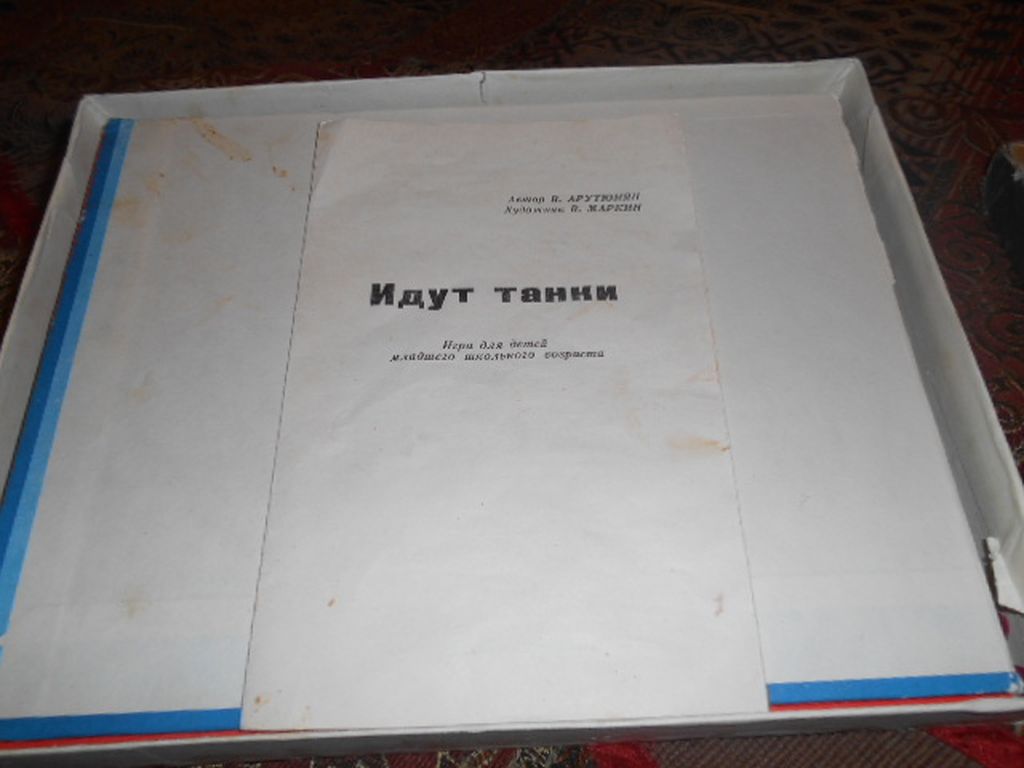 Автор В. АРУТЮНЯН
Художник В. МАРКИН
Идут танки
Игра для детей
младшего школьного возраста